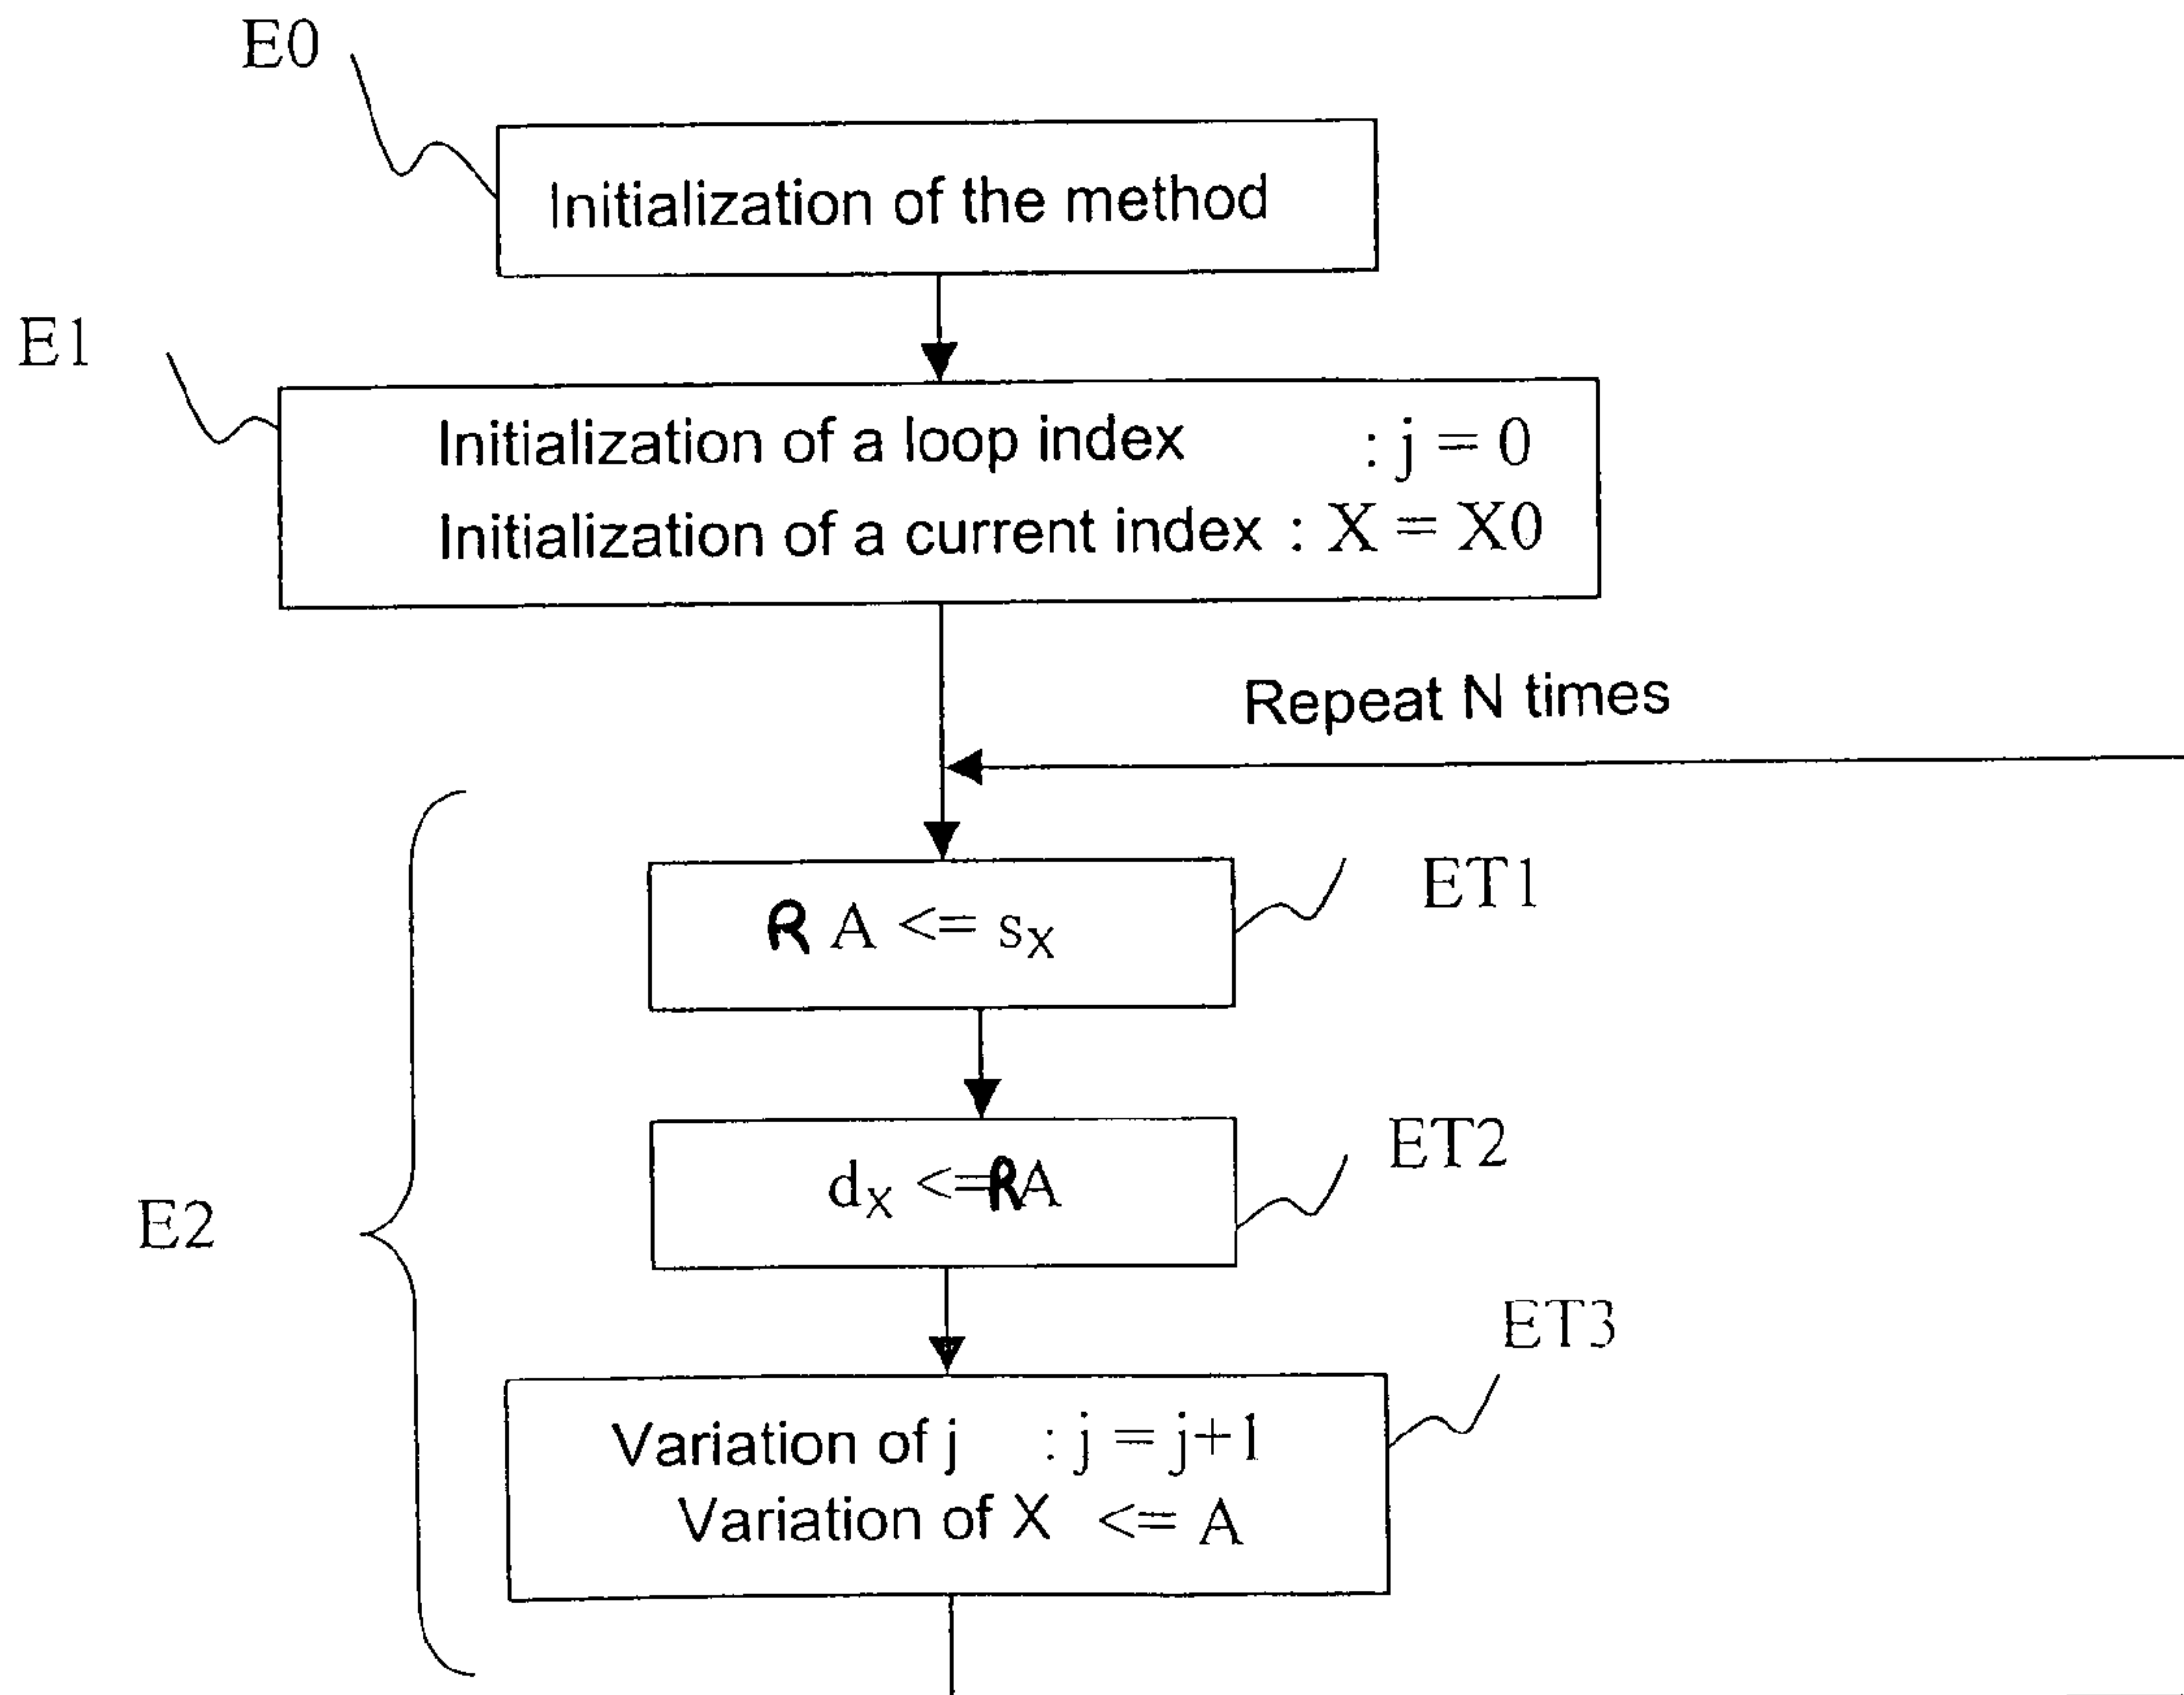 E0
Initialization of the method
E1
Initialization of a loop index : j = 0
Initialization of a current index : X = X0
Repeat N times
R A <= sX
ET1
dX <= RA
ET2
E2
ET3
Variation of j : j = j+1
Variation of X <= A